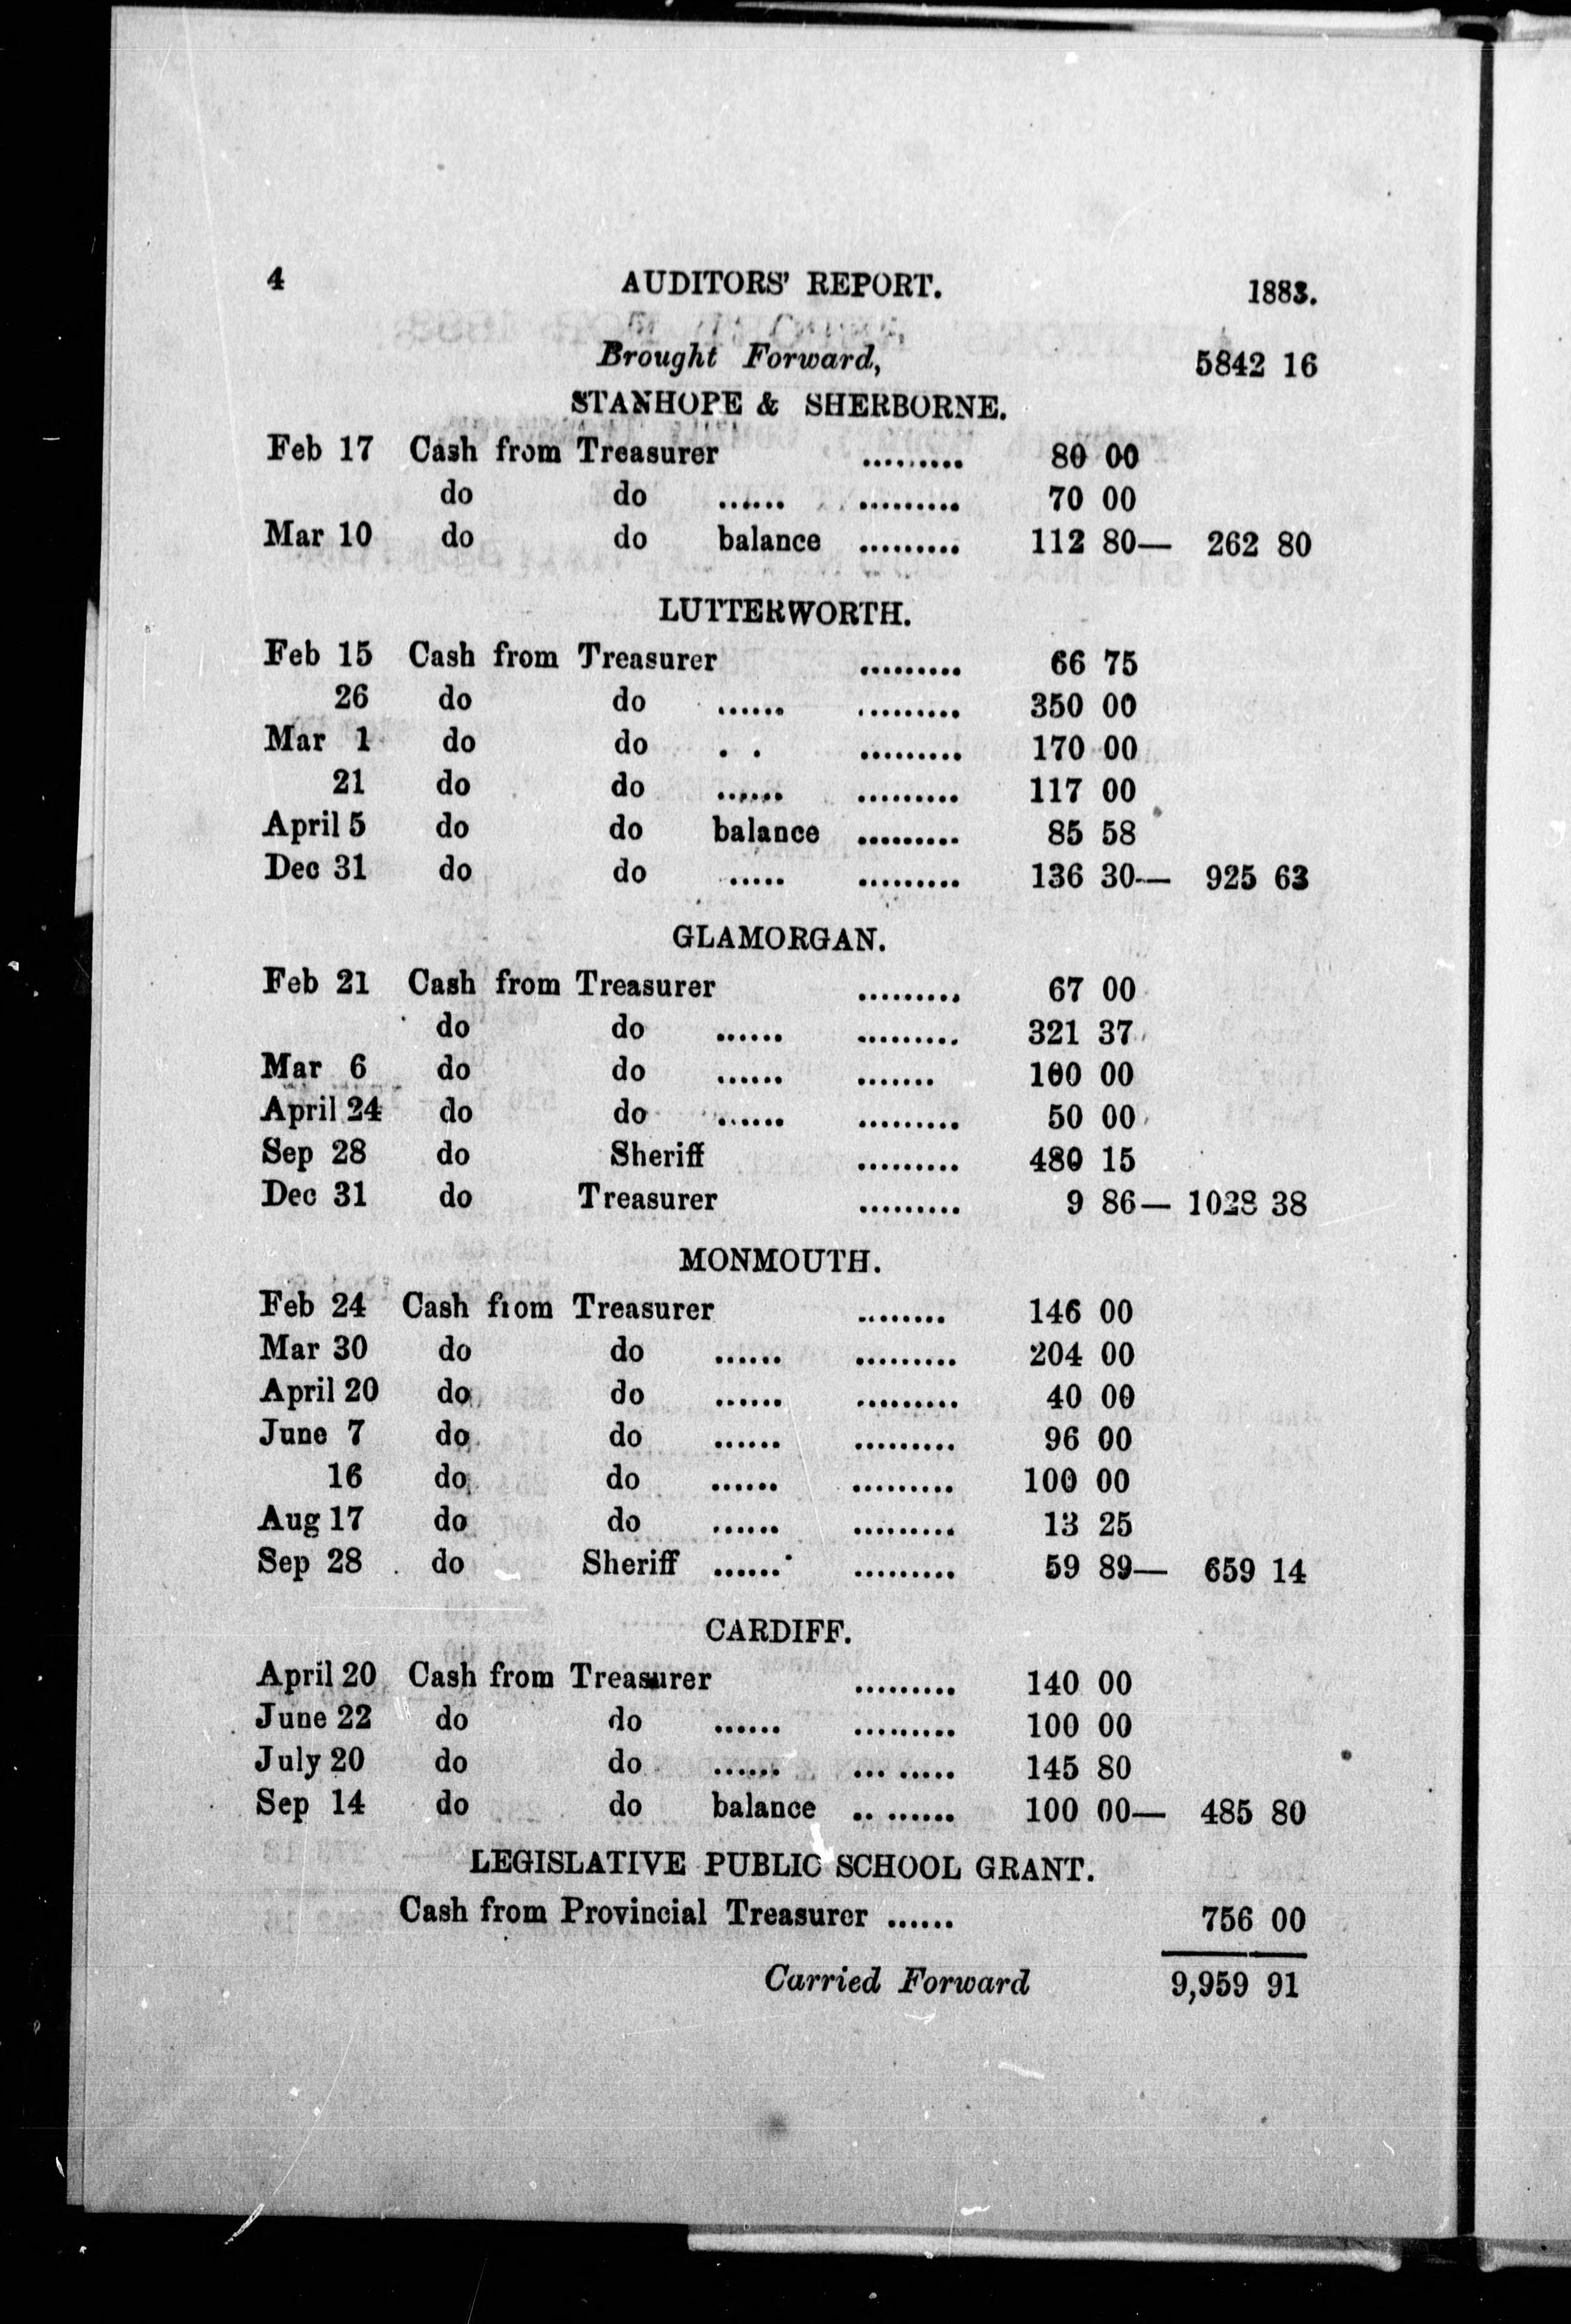 4 AUDITORS' REPORT. 1883.
Brought Forward, 5842 16
STANHOPE & SHERBORNE.
Feb 17 Cash from Treasurer ......... 80 00
do do ...... ......... 70 00
Mar 10 do do balance ......... 112 80— 262 80
LUTTERWORTH.
Feb 15 Cash from Treasurer ......... 66 75
26 do do ...... ......... 350 00
Mar 1 do do . . ......... 170 00
21 do do ...... ......... 117 00
April 5 do do balance ......... 85 58
Dec 31 do do ..... ......... 136 30— 925 63
GLAMORGAN.
Feb 21 Cash from Treasurer ......... 67 00
do do ...... ......... 321 37
Mar 6 do do ...... ....... 100 00
April 24 do do ...... ......... 50 00
Sep 28 do Sheriff ......... 480 15
Dec 31 do Treasurer ......... 9 86— 1028 38
MONMOUTH.
Feb 24 Cash from Treasurer ........ 146 00
Mar 30 do do ...... ......... 204 00
April 20 do do ...... ......... 40 00
June 7 do do ...... ......... 96 00
16 do do ...... ......... 100 00
Aug 17 do do ...... ......... 13 25
Sep 28 do Sheriff ...... ......... 59 89— 659 14
CARDIFF.
April 20 Cash from Treasurer ......... 140 00
June 22 do do ...... ......... 100 00
July 20 do do ...... ... ..... 145 80
Sep 14 do do balance .. ...... 100 00— 485 80
LEGISLATIVE PUBLIC SCHOOL GRANT.
Cash from Provincial Treasurer ...... 756 00
Carried Forward 9,959 91